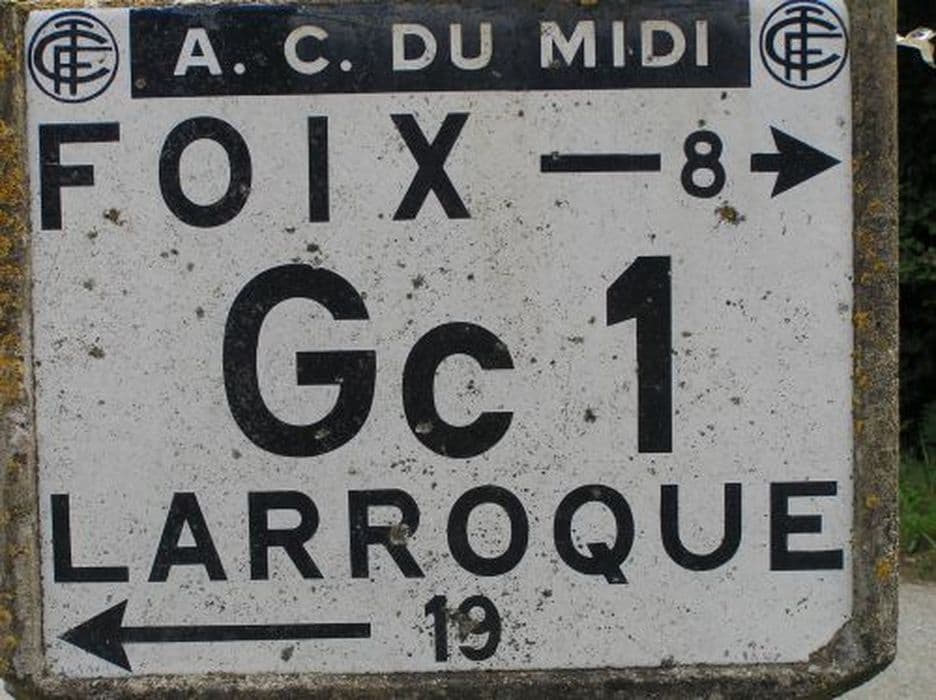 A. C. DU MIDI
FOIX 8
Gc 1
LARROQUE
19